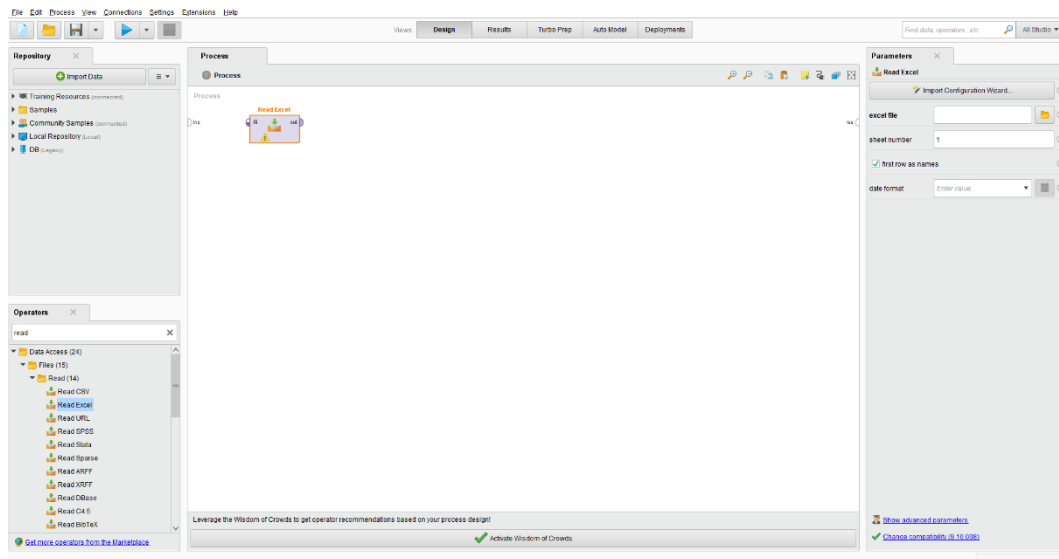 File Edit Process View Connections Settings Extensions Help
Views: Design Results Turbo Prep Auto Model Deployments
Find data, operators...etc
All Studio
Repository
Import Data
Training Resources (connected)
Samples
Community Samples (connected)
Local Repository (Local)
DB (Legacy)
Operators
read
Data Access (24)
Files (15)
Read (14)
Read CSV
Read Excel
Read URL
Read SPSS
Read Stata
Read Sparse
Read ARFF
Read XRFF
Read DBase
Read C4.5
Read BibTeX
Get more operators from the Marketplace
Process
Process
Process
Read Excel
inp
fil
out
res
Leverage the Wisdom of Crowds to get operator recommendations based on your process design!
Activate Wisdom of Crowds
Parameters
Read Excel
Import Configuration Wizard...
excel file
sheet number 1
first row as names
date format Enter value...
Show advanced parameters
Change compatibility (9.10.008)